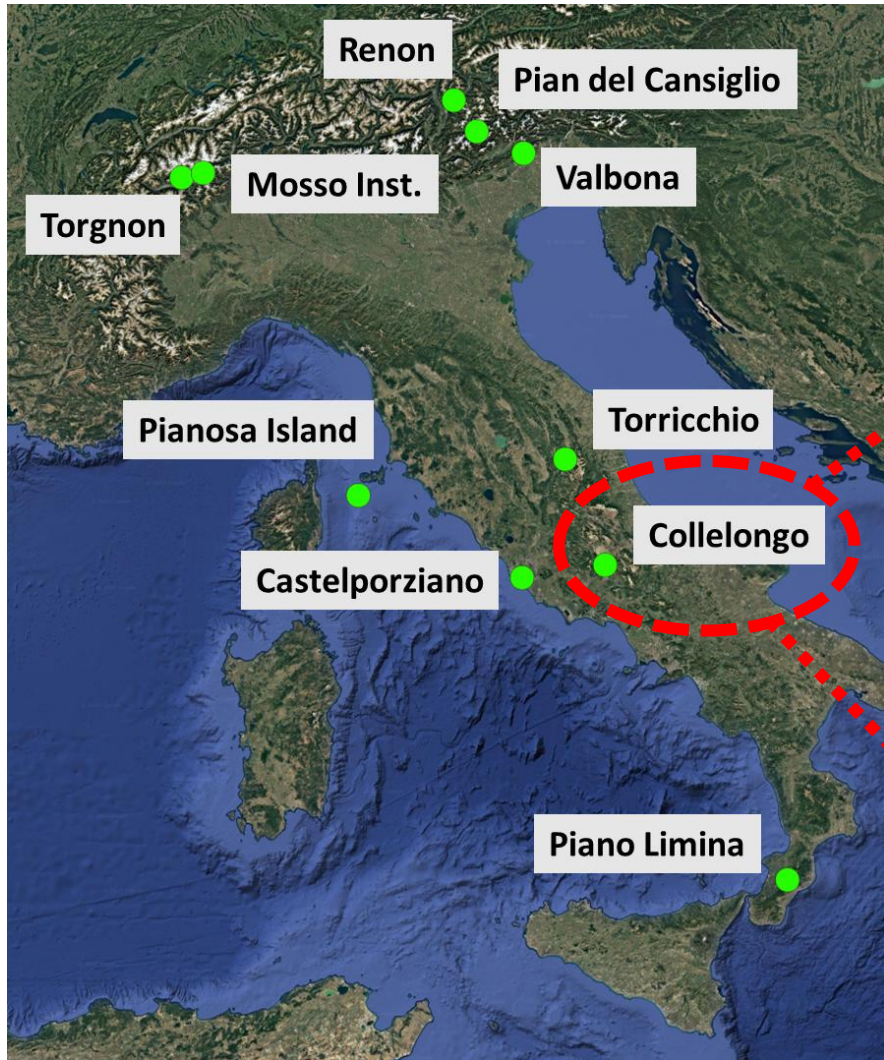 Renon
Pian del Cansiglio
Mosso Inst.
Valbona
Torgnon
Pianosa Island
Torricchio
Collelongo
Castelporziano
Piano Limina